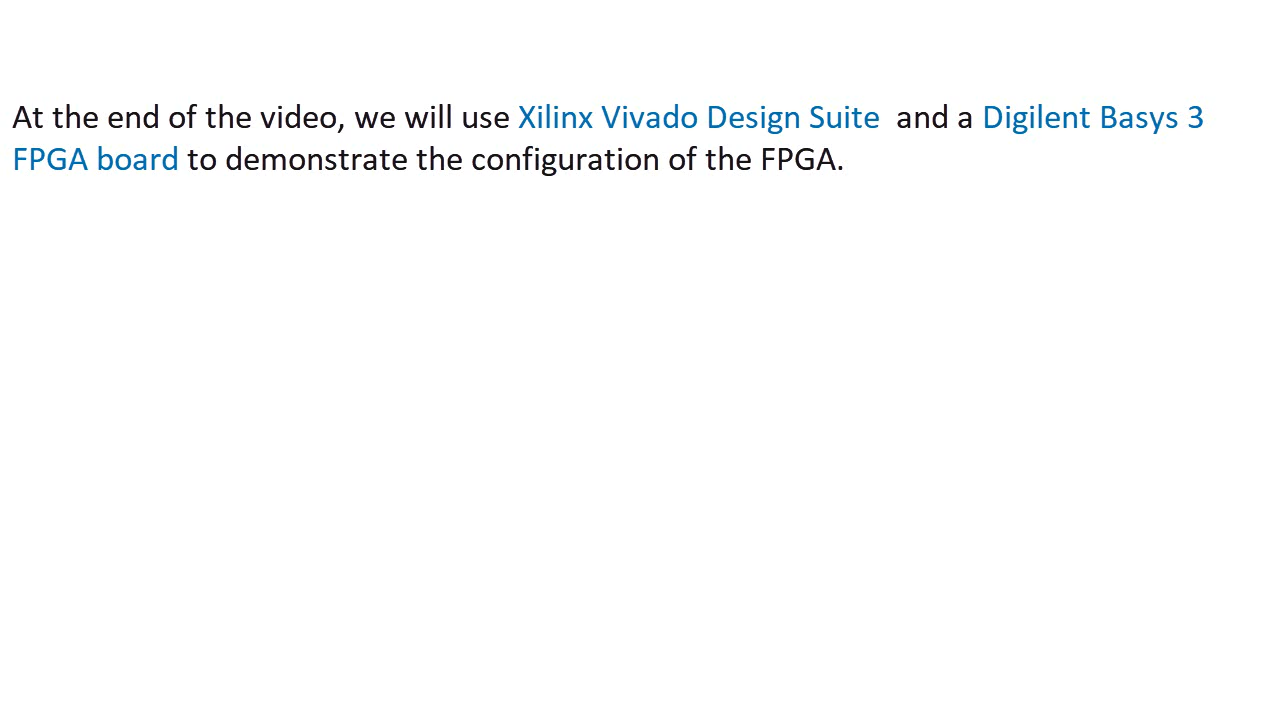 At the end of the video, we will use Xilinx Vivado Design Suite  and a Digilent Basys 3
FPGA board to demonstrate the configuration of the FPGA.